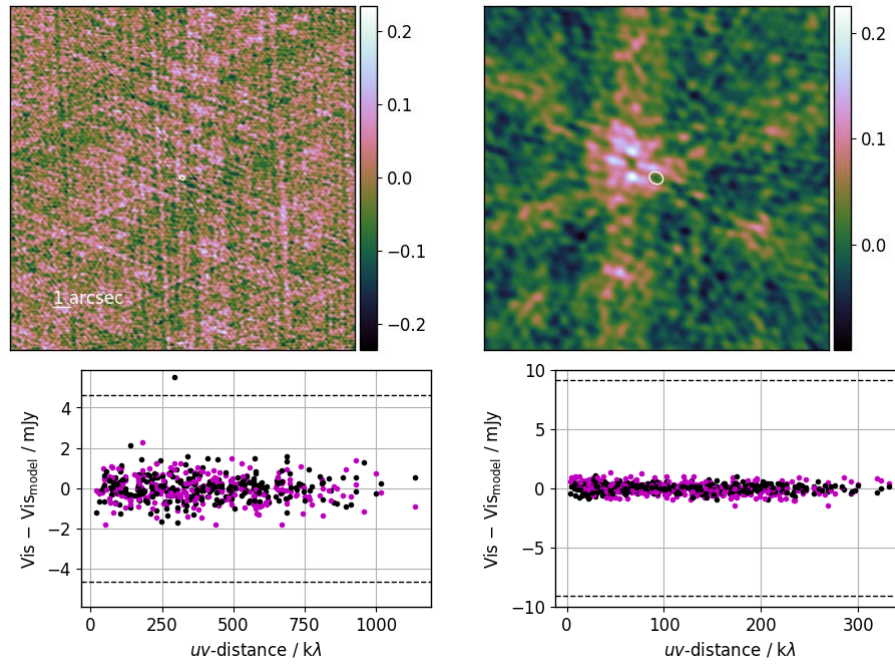 0.2
0.1
0.0
−0.1
−0.2
1 arcsec
0.2
0.1
0.0
Vis − Vismodel / mJy
4
2
0
−2
−4
0 250 500 750 1000
uv-distance / kλ
Vis − Vismodel / mJy
10
5
0
−5
−10
0 100 200 300
uv-distance / kλ